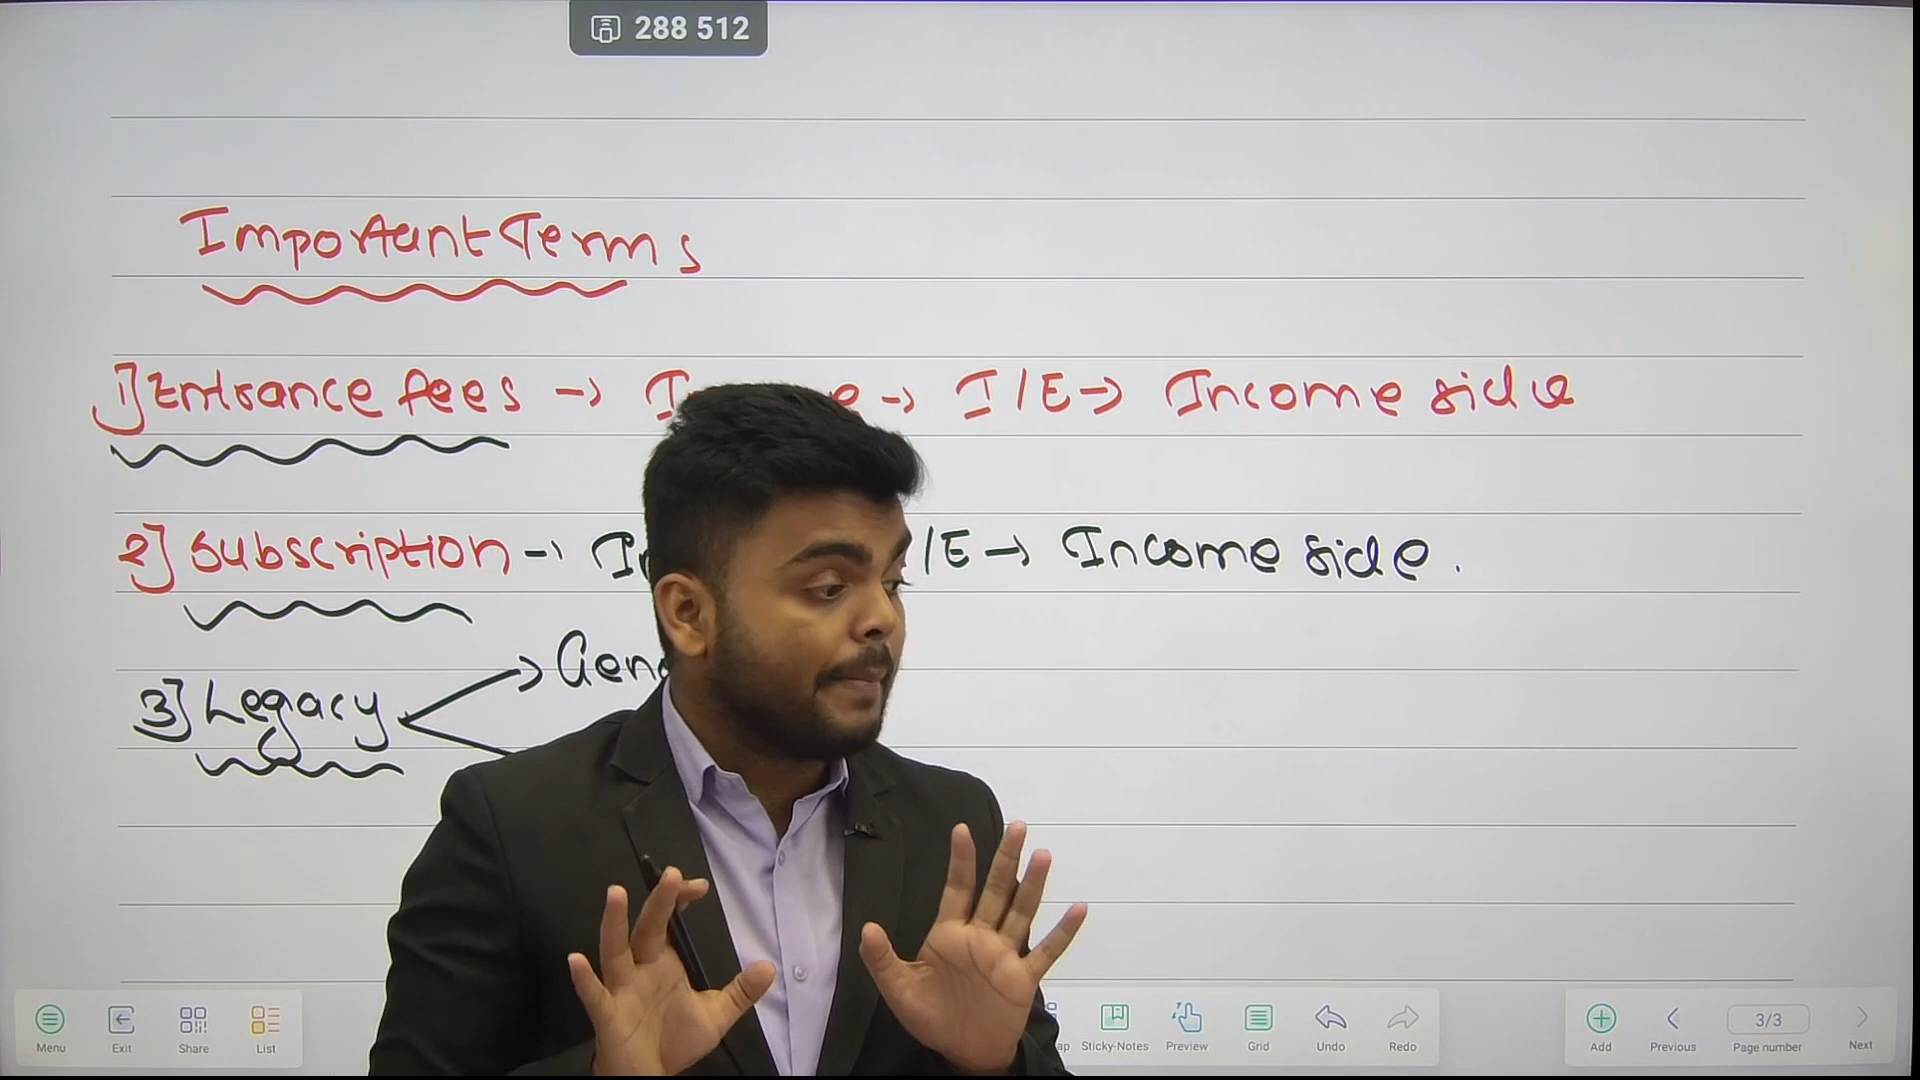 288 512
Important Terms
1] Entrance fees → → I/E → Income side
2] Subscription → /E → Income side.
3] Legacy →
Menu Exit Share List Sticky-Notes Preview Grid Undo Redo Add Previous 3/3 Page number Next